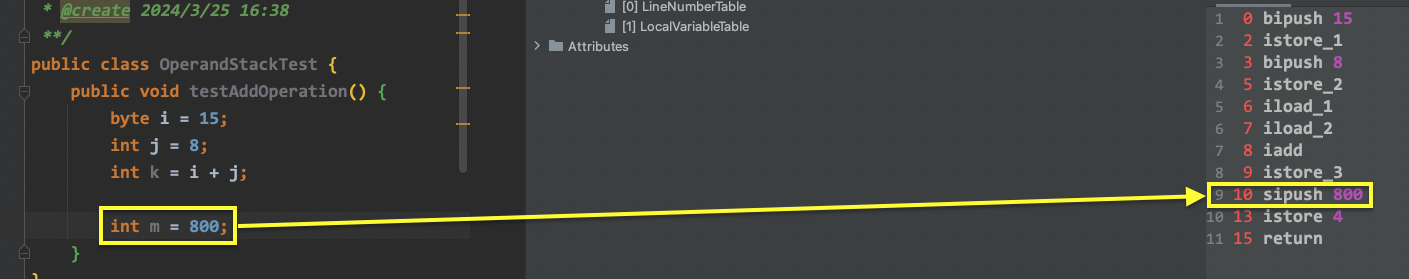 * @create 2024/3/25 16:38
**/
public class OperandStackTest {
public void testAddOperation() {
byte i = 15;
int j = 8;
int k = i + j;
int m = 800;
}
}
[0] LineNumberTable
[1] LocalVariableTable
Attributes
1 0 bipush 15
2 2 istore_1
3 3 bipush 8
4 5 istore_2
5 6 iload_1
6 7 iload_2
7 8 iadd
8 9 istore_3
9 10 sipush 800
10 13 istore 4
11 15 return